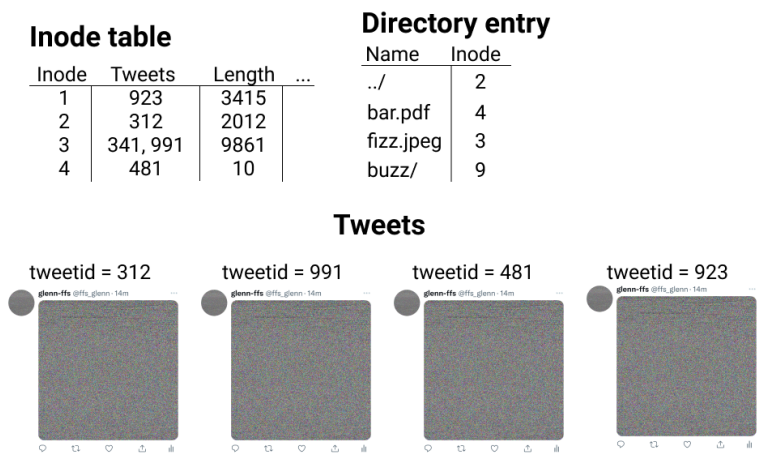 Inode table
Inode Tweets Length ...
1 923 3415
2 312 2012
3 341, 991 9861
4 481 10
Directory entry
Name Inode
../ 2
bar.pdf 4
fizz.jpeg 3
buzz/ 9
Tweets
tweetid = 312
glenn-ffs @ffs_glenn · 14m ...
tweetid = 991
glenn-ffs @ffs_glenn · 14m ...
tweetid = 481
glenn-ffs @ffs_glenn · 14m ...
tweetid = 923
glenn-ffs @ffs_glenn · 14m ...